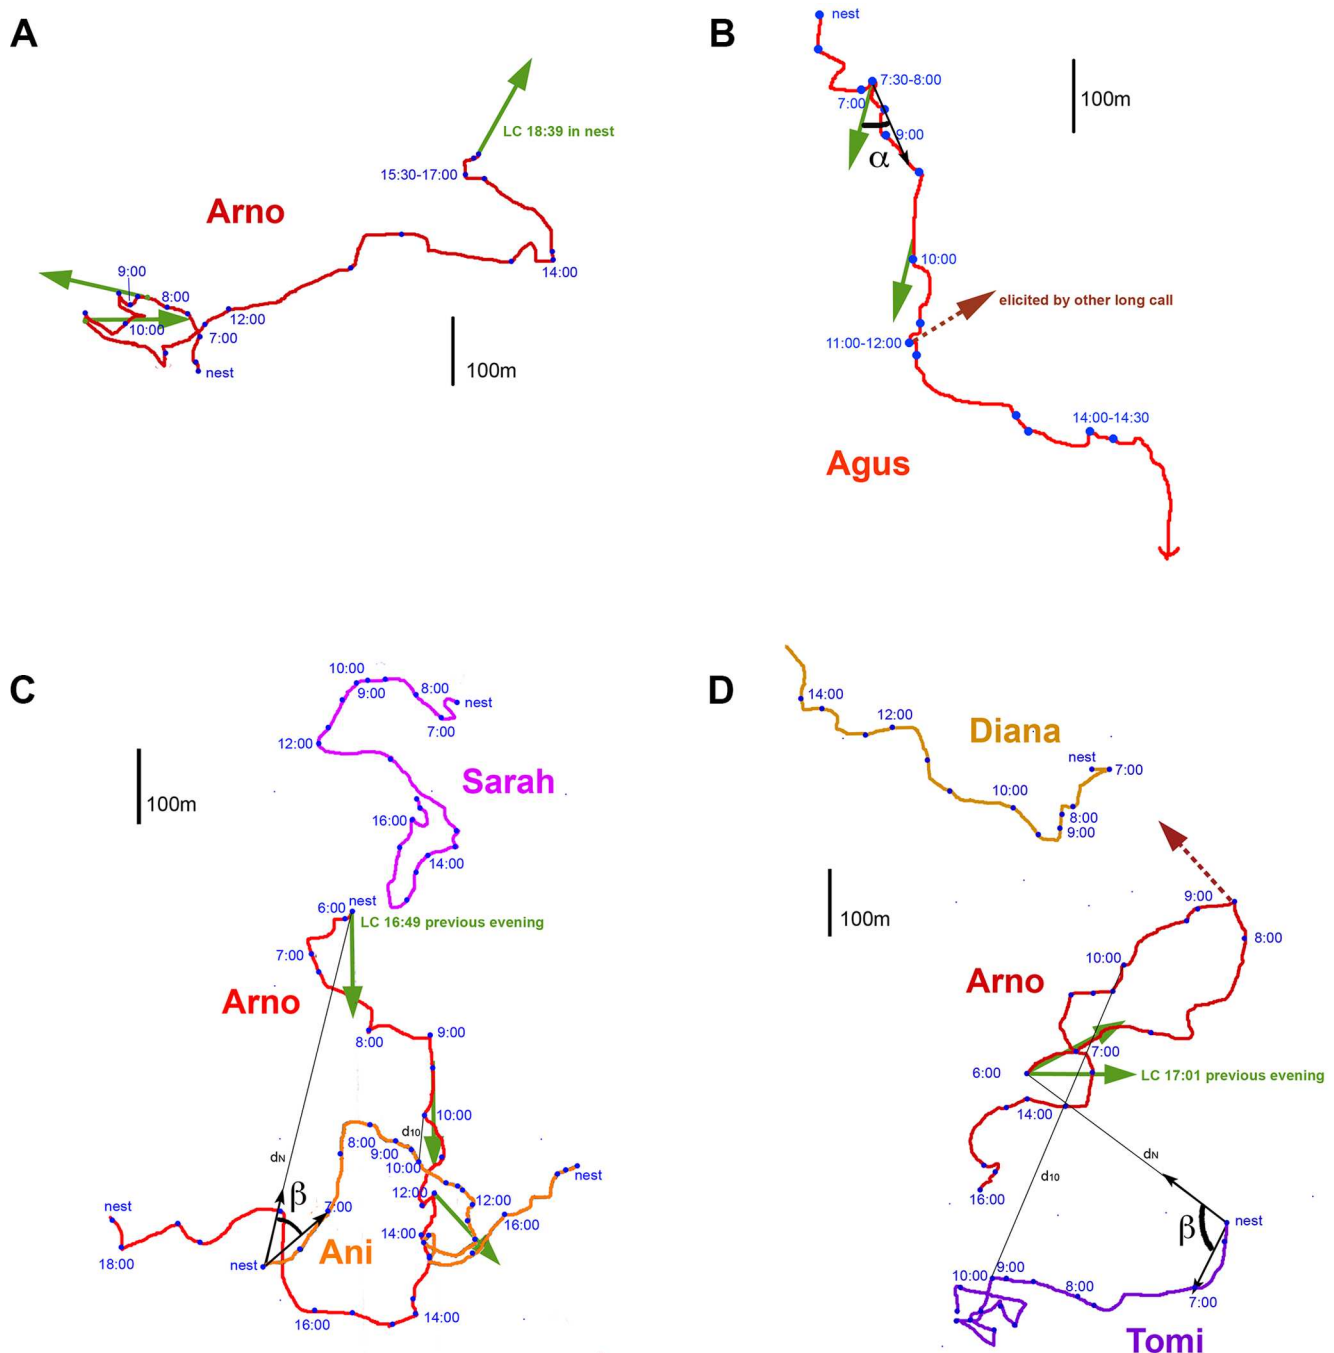 A
LC 18:39 in nest
15:30-17:00
Arno
14:00
9:00
8:00
10:00
12:00
7:00
nest
100m
B
nest
7:30-8:00
7:00
9:00
α
100m
10:00
elicited by other long call
11:00-12:00
14:00-14:30
Agus
C
10:00
9:00
8:00
nest
7:00
12:00
Sarah
100m
16:00
14:00
6:00
nest
LC 16:49 previous evening
7:00
Arno
8:00
9:00
10:00
d10
8:00
9:00
10:00
dN
β
7:00
12:00
12:00
nest
16:00
nest
14:00
18:00
nest
Ani
16:00
14:00
D
14:00
12:00
Diana
nest
7:00
10:00
8:00
9:00
100m
9:00
8:00
10:00
Arno
7:00
6:00
LC 17:01 previous evening
14:00
dN
d10
16:00
nest
β
10:00
9:00
8:00
7:00
Tomi